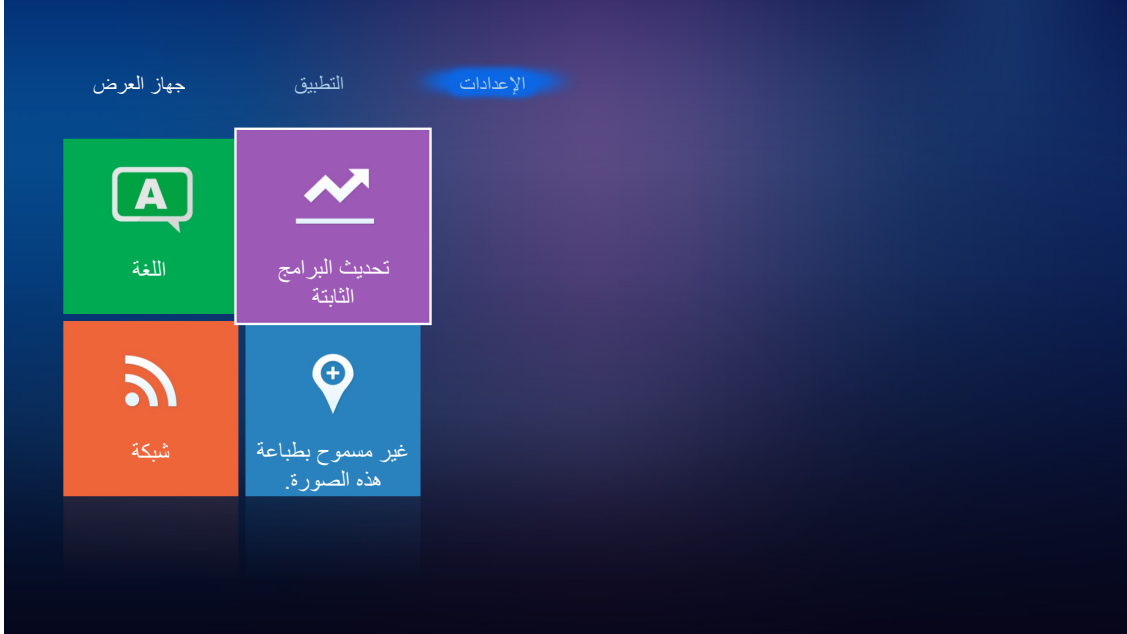 جهاز العرض
التطبيق
الإعدادات
A
اللغة
تحديث البرامج
الثابتة
شبكة
غير مسموح بطباعة
هذه الصورة.